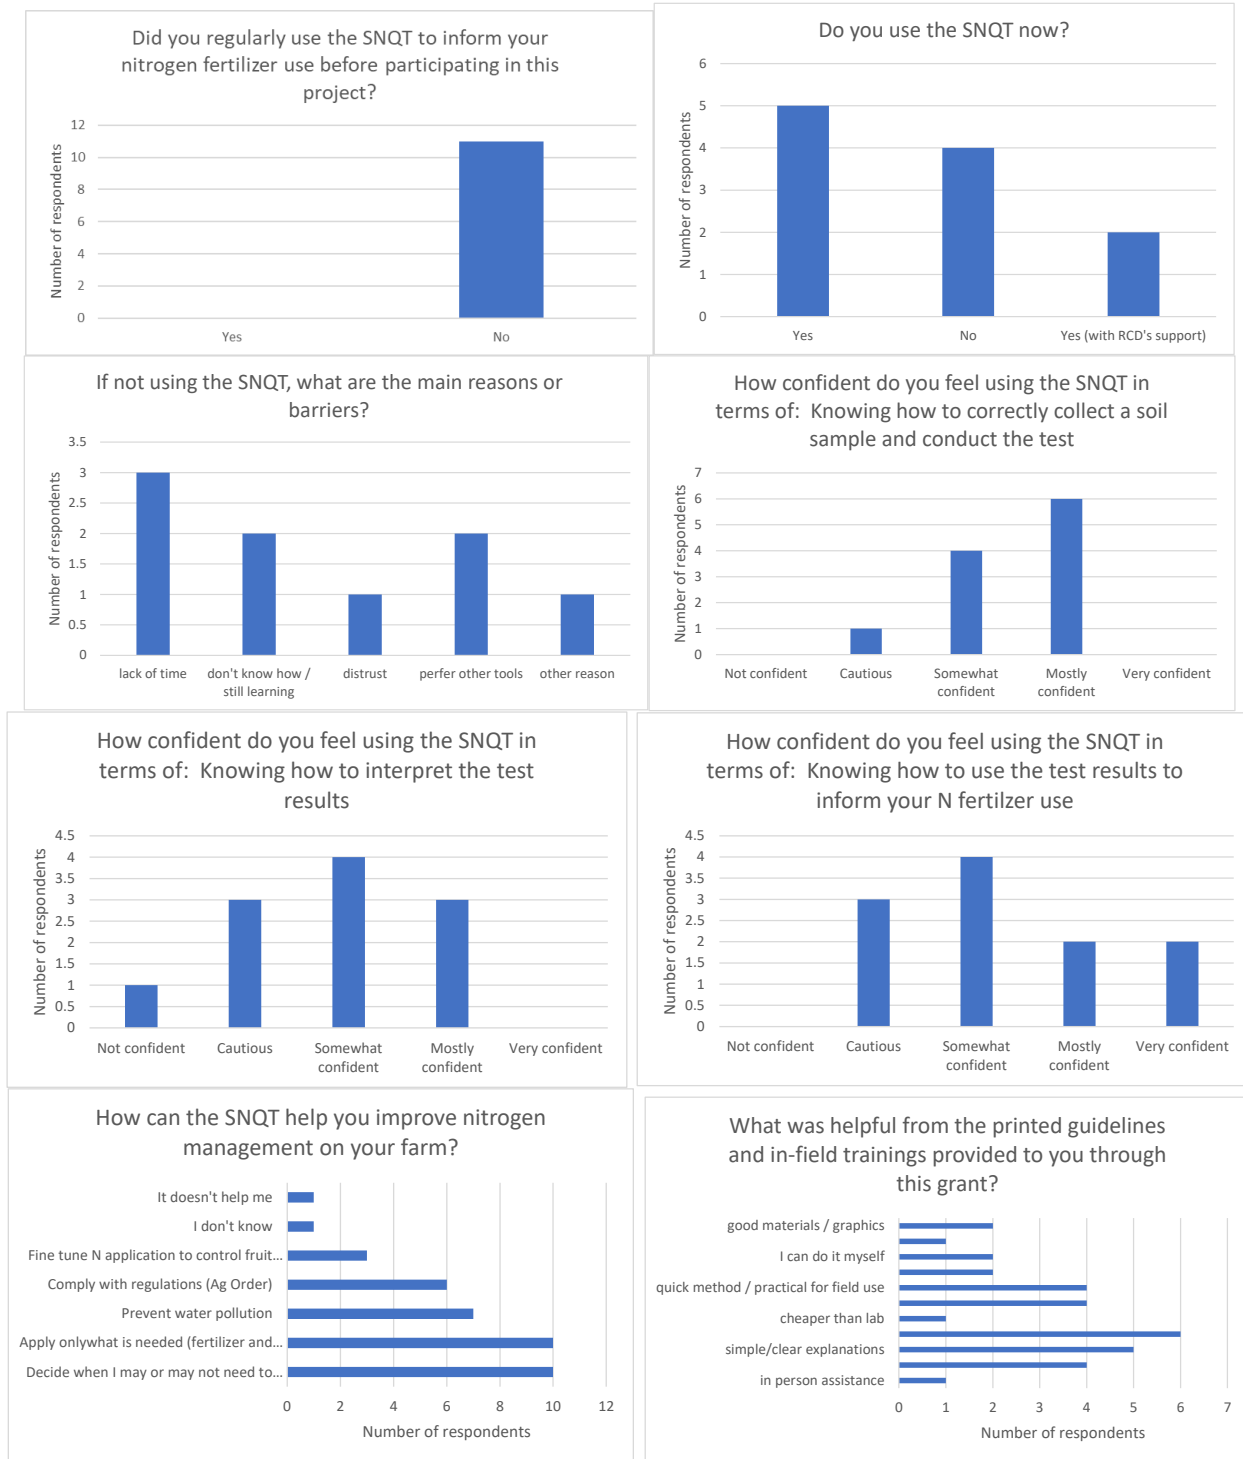 Did you regularly use the SNQT to inform your
nitrogen fertilizer use before participating in this
project?
Number of respondents
12
10
8
6
4
2
0
Yes
No
Do you use the SNQT now?
Number of respondents
6
5
4
3
2
1
0
Yes
No
Yes (with RCD's support)
If not using the SNQT, what are the main reasons or
barriers?
Number of respondents
3.5
3
2.5
2
1.5
1
0.5
0
lack of time
don't know how /
still learning
distrust
perfer other tools
other reason
How confident do you feel using the SNQT in
terms of:  Knowing how to correctly collect a soil
sample and conduct the test
Number of respondents
7
6
5
4
3
2
1
0
Not confident
Cautious
Somewhat
confident
Mostly
confident
Very confident
How confident do you feel using the SNQT in
terms of:  Knowing how to interpret the test
results
Number of respondents
4.5
4
3.5
3
2.5
2
1.5
1
0.5
0
Not confident
Cautious
Somewhat
confident
Mostly
confident
Very confident
How confident do you feel using the SNQT in
terms of:  Knowing how to use the test results to
inform your N fertilzer use
Number of respondents
4.5
4
3.5
3
2.5
2
1.5
1
0.5
0
Not confident
Cautious
Somewhat
confident
Mostly
confident
Very confident
How can the SNQT help you improve nitrogen
management on your farm?
It doesn't help me
I don't know
Fine tune N application to control fruit...
Comply with regulations (Ag Order)
Prevent water pollution
Apply onlywhat is needed (fertilizer and...
Decide when I may or may not need to...
0 2 4 6 8 10 12
Number of respondents
What was helpful from the printed guidelines
and in-field trainings provided to you through
this grant?
good materials / graphics
I can do it myself
quick method / practical for field use
cheaper than lab
simple/clear explanations
in person assistance
0 1 2 3 4 5 6 7
Number of respondents